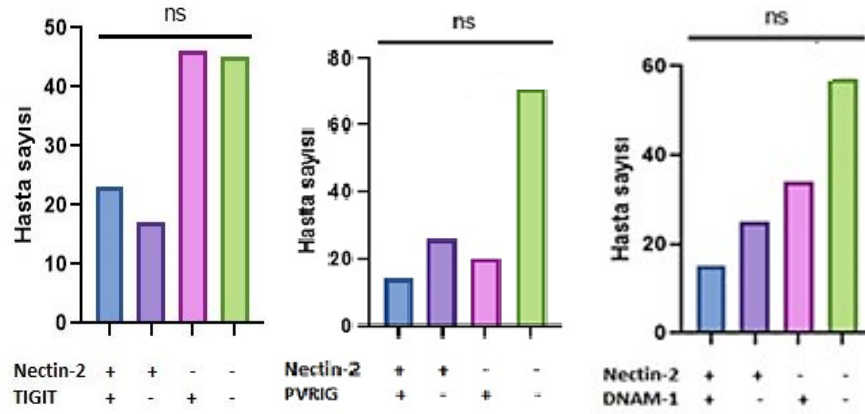 ns
Hasta sayısı
50
40
30
20
10
0
Nectin-2 + + - -
TIGIT + - + -
ns
Hasta sayısı
80
60
40
20
0
Nectin-2 + + - -
PVRIG + - + -
ns
Hasta sayısı
60
40
20
0
Nectin-2 + + - -
DNAM-1 + - + -